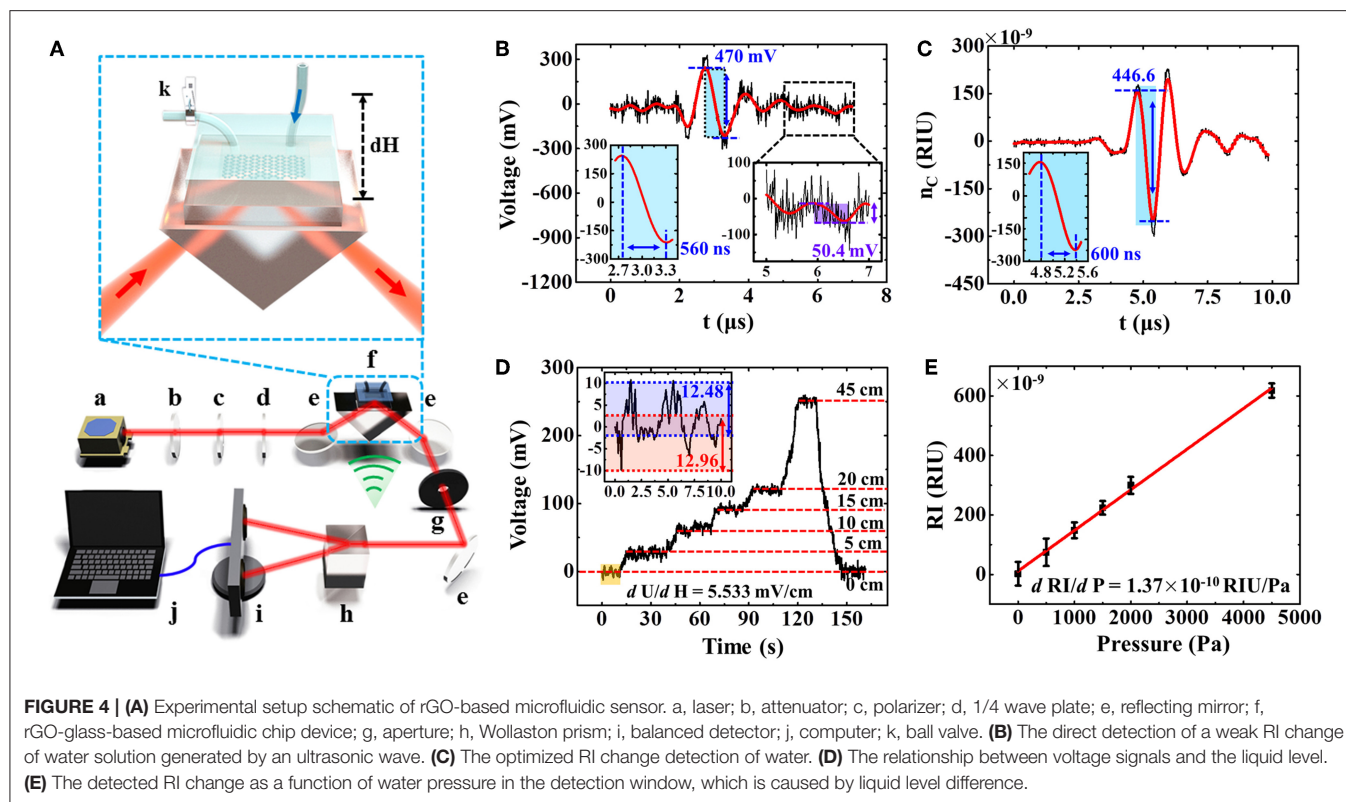 A
k
dH
f
a
b
c
d
e
e
g
j
i
h
e
B
300
0
-300
-600
-900
-1200
Voltage (mV)
470 mV
300
150
0
-150
-300
2.7 3.0 3.3
560 ns
100
0
-100
50.4 mV
5 6 7
0 2 4 6 8
t (μs)
C
×10⁻⁹
300
150
0
-150
-300
-450
n_C (RIU)
446.6
150
0
-150
-300
4.8 5.2 5.6
600 ns
0.0 2.5 5.0 7.5 10.0
t (μs)
D
300
200
100
0
Voltage (mV)
10
5
0
-5
-10
12.48
12.96
0.0 2.5 5.0 7.5 10.0
45 cm
20 cm
15 cm
10 cm
5 cm
0 cm
d U/d H = 5.533 mV/cm
0 30 60 90 120 150
Time (s)
E
×10⁻⁹
600
400
200
0
RI (RIU)
d RI/d P = 1.37×10⁻¹⁰ RIU/Pa
0 1000 2000 3000 4000 5000
Pressure (Pa)
FIGURE 4 | (A) Experimental setup schematic of rGO-based microfluidic sensor. a, laser; b, attenuator; c, polarizer; d, 1/4 wave plate; e, reflecting mirror; f,
rGO-glass-based microfluidic chip device; g, aperture; h, Wollaston prism; i, balanced detector; j, computer; k, ball valve. (B) The direct detection of a weak RI change
of water solution generated by an ultrasonic wave. (C) The optimized RI change detection of water. (D) The relationship between voltage signals and the liquid level.
(E) The detected RI change as a function of water pressure in the detection window, which is caused by liquid level difference.